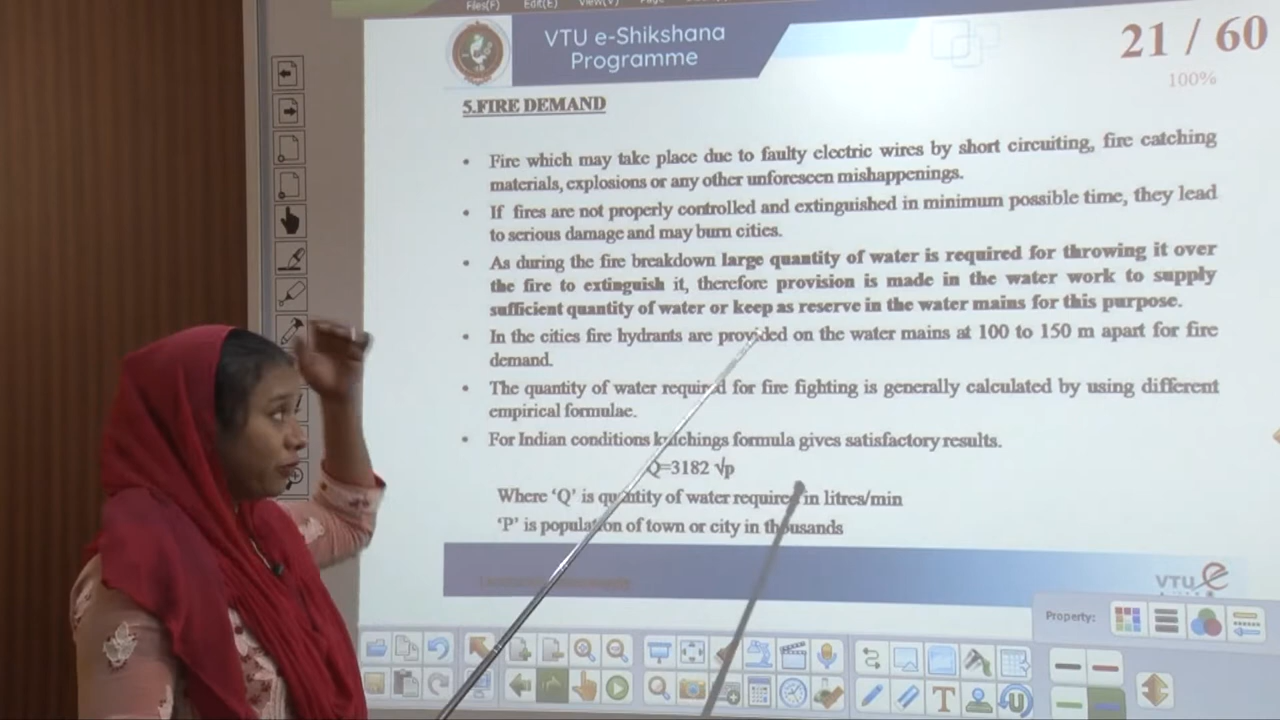 Files(F) Edit(E) View(V) Page
VTU e-Shikshana
Programme
21 / 60
100%
5.FIRE DEMAND
• Fire which may take place due to faulty electric wires by short circuiting, fire catching
materials, explosions or any other unforeseen mishappenings.
• If fires are not properly controlled and extinguished in minimum possible time, they lead
to serious damage and may burn cities.
• As during the fire breakdown large quantity of water is required for throwing it over
the fire to extinguish it, therefore provision is made in the water work to supply
sufficient quantity of water or keep as reserve in the water mains for this purpose.
• In the cities fire hydrants are provided on the water mains at 100 to 150 m apart for fire
demand.
• The quantity of water required for fire fighting is generally calculated by using different
empirical formulae.
• For Indian conditions kutchings formula gives satisfactory results.
Q=3182 √p
Where ‘Q’ is quantity of water required in litres/min
‘P’ is population of town or city in thousands
VTU e
Property: